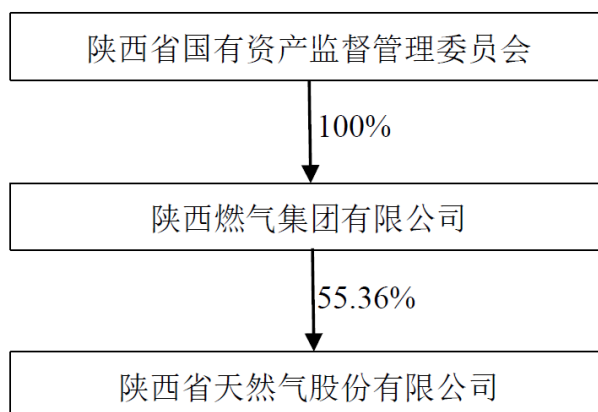 陕西省国有资产监督管理委员会
100%
陕西燃气集团有限公司
55.36%
陕西省天然气股份有限公司